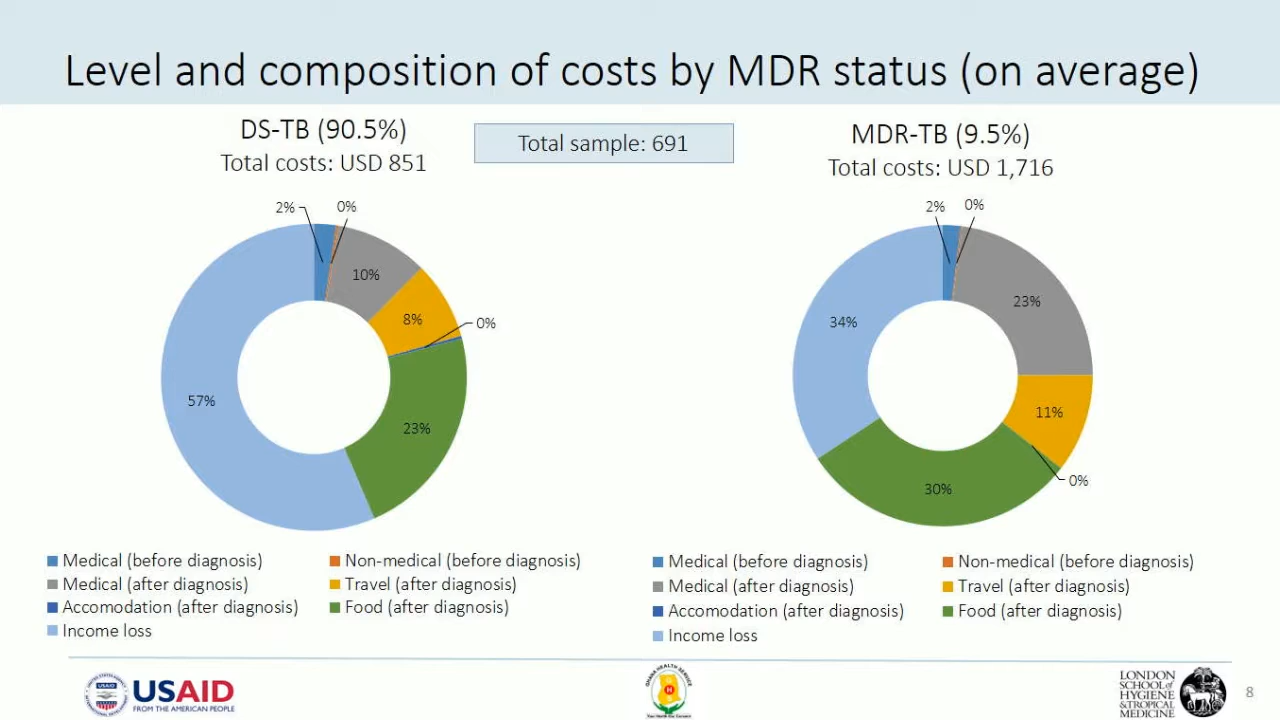 Level and composition of costs by MDR status (on average)
DS-TB (90.5%)
Total costs: USD 851
Total sample: 691
MDR-TB (9.5%)
Total costs: USD 1,716
2%
0%
10%
8%
0%
23%
57%
2%
0%
23%
11%
0%
30%
34%
Medical (before diagnosis)
Non-medical (before diagnosis)
Medical (after diagnosis)
Travel (after diagnosis)
Accomodation (after diagnosis)
Food (after diagnosis)
Income loss
Medical (before diagnosis)
Non-medical (before diagnosis)
Medical (after diagnosis)
Travel (after diagnosis)
Accomodation (after diagnosis)
Food (after diagnosis)
Income loss
USAID
USAID
FROM THE AMERICAN PEOPLE
GHANA HEALTH SERVICE
LONDON
SCHOOL of
HYGIENE
&TROPICAL
MEDICINE
8